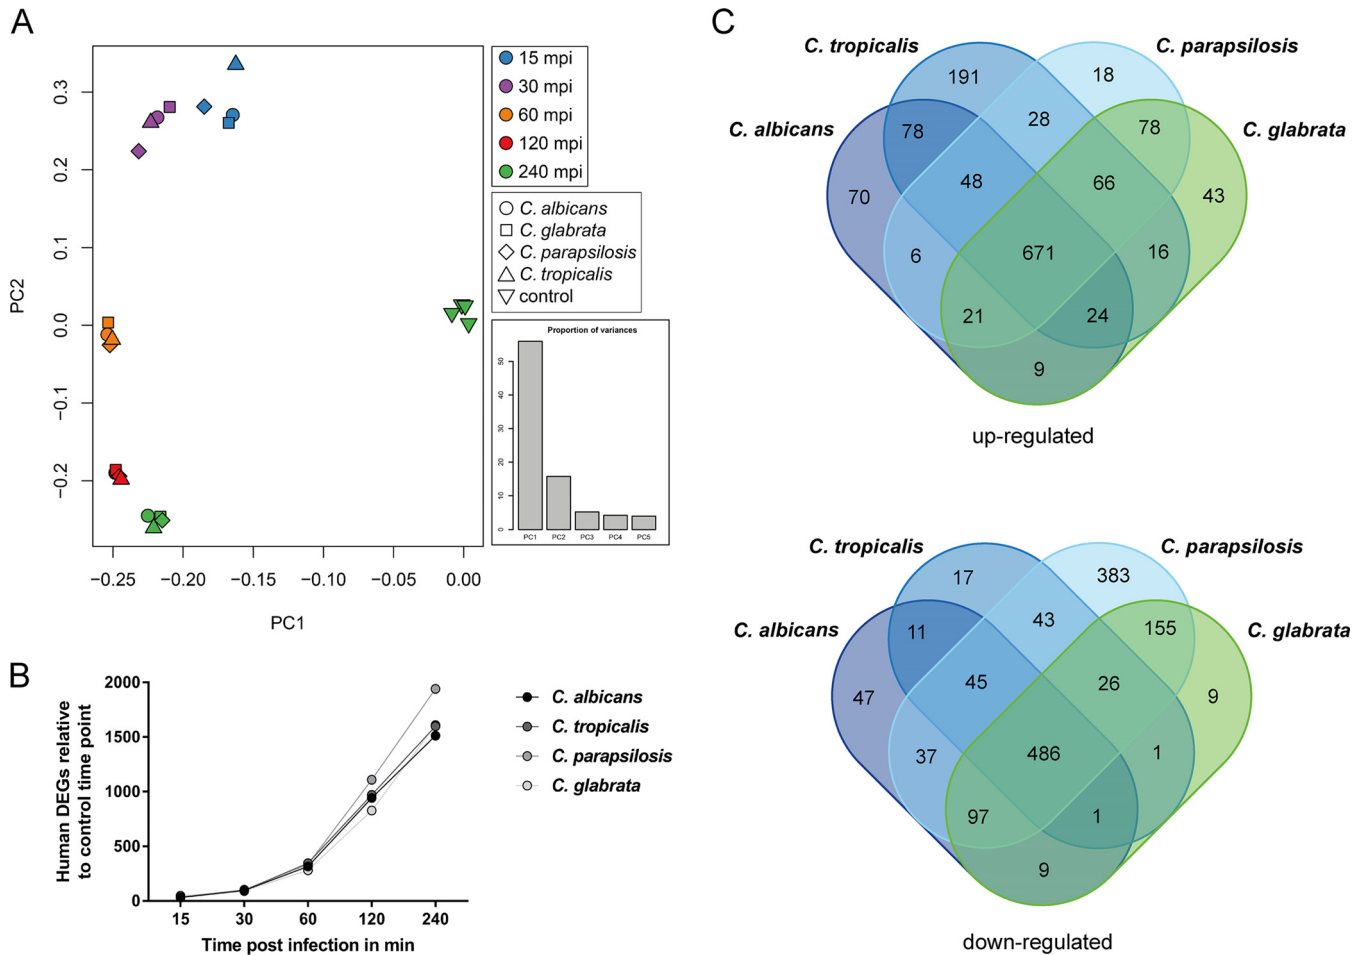 A
15 mpi
30 mpi
60 mpi
120 mpi
240 mpi
C. albicans
C. glabrata
C. parapsilosis
C. tropicalis
control
Proportion of variances
50
40
30
20
10
0
PC1 PC2 PC3 PC4 PC5
PC2
0.3
0.2
0.1
0.0
−0.1
−0.2
−0.25 −0.20 −0.15 −0.10 −0.05 0.00
PC1
B
Human DEGs relative
to control time point
2000
1500
1000
500
0
15 30 60 120 240
Time post infection in min
C. albicans
C. tropicalis
C. parapsilosis
C. glabrata
C
C. tropicalis C. parapsilosis
C. albicans C. glabrata
191 18
78 28 78
70 48 66 43
6 671 16
21 24
9
up-regulated
C. tropicalis C. parapsilosis
C. albicans C. glabrata
17 383
11 43 155
47 45 26 9
37 486 1
97 1
9
down-regulated